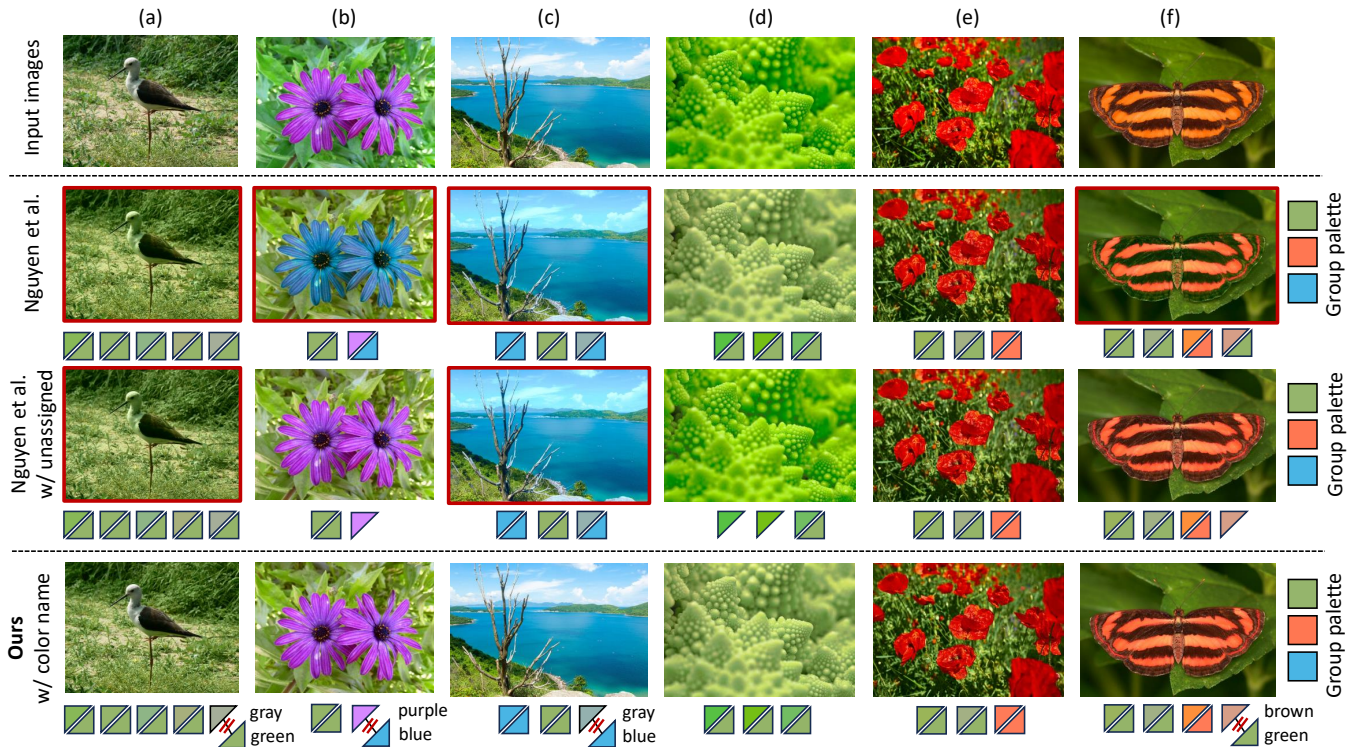 (a) (b) (c) (d) (e) (f)
Input images
Nguyen et al.
Group palette
Nguyen et al.
w/ unassigned
Group palette
Ours
w/ color name
Group palette
gray
green
purple
blue
gray
blue
brown
green